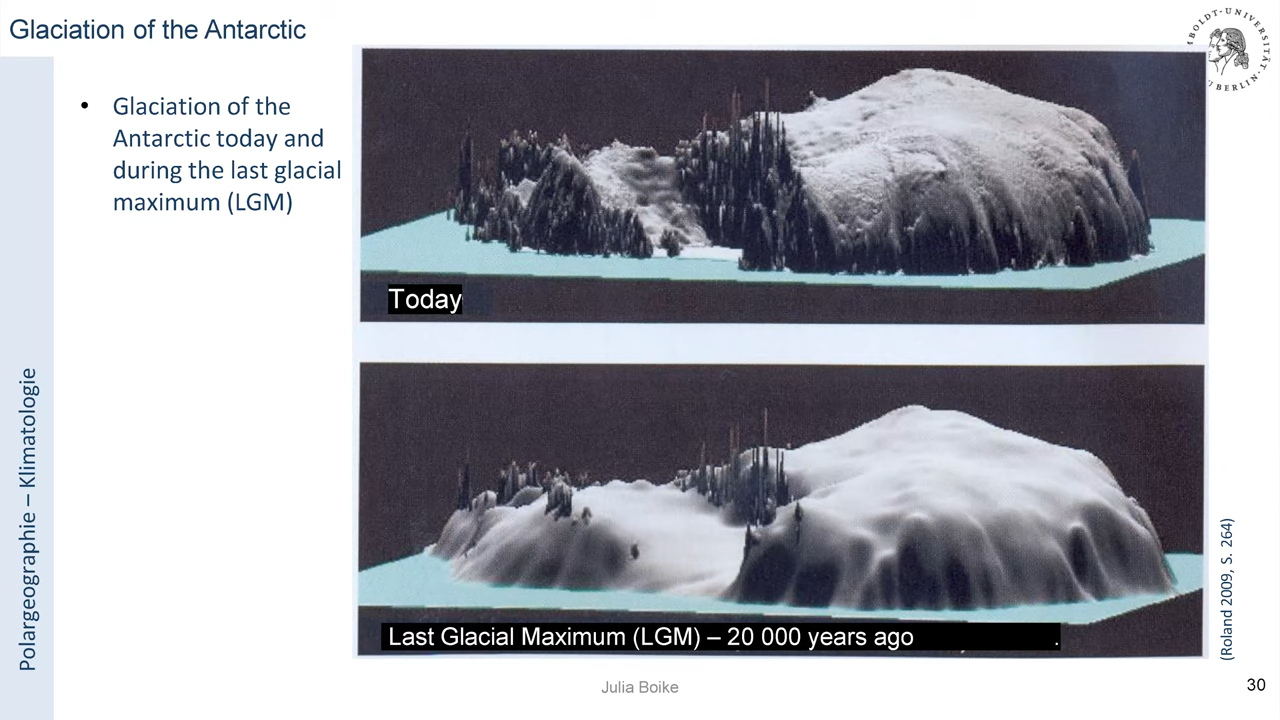 Glaciation of the Antarctic
• Glaciation of the
Antarctic today and
during the last glacial
maximum (LGM)
Today
Last Glacial Maximum (LGM) – 20 000 years ago
Polargeographie – Klimatologie
(Roland 2009, S. 264)
Julia Boike
30